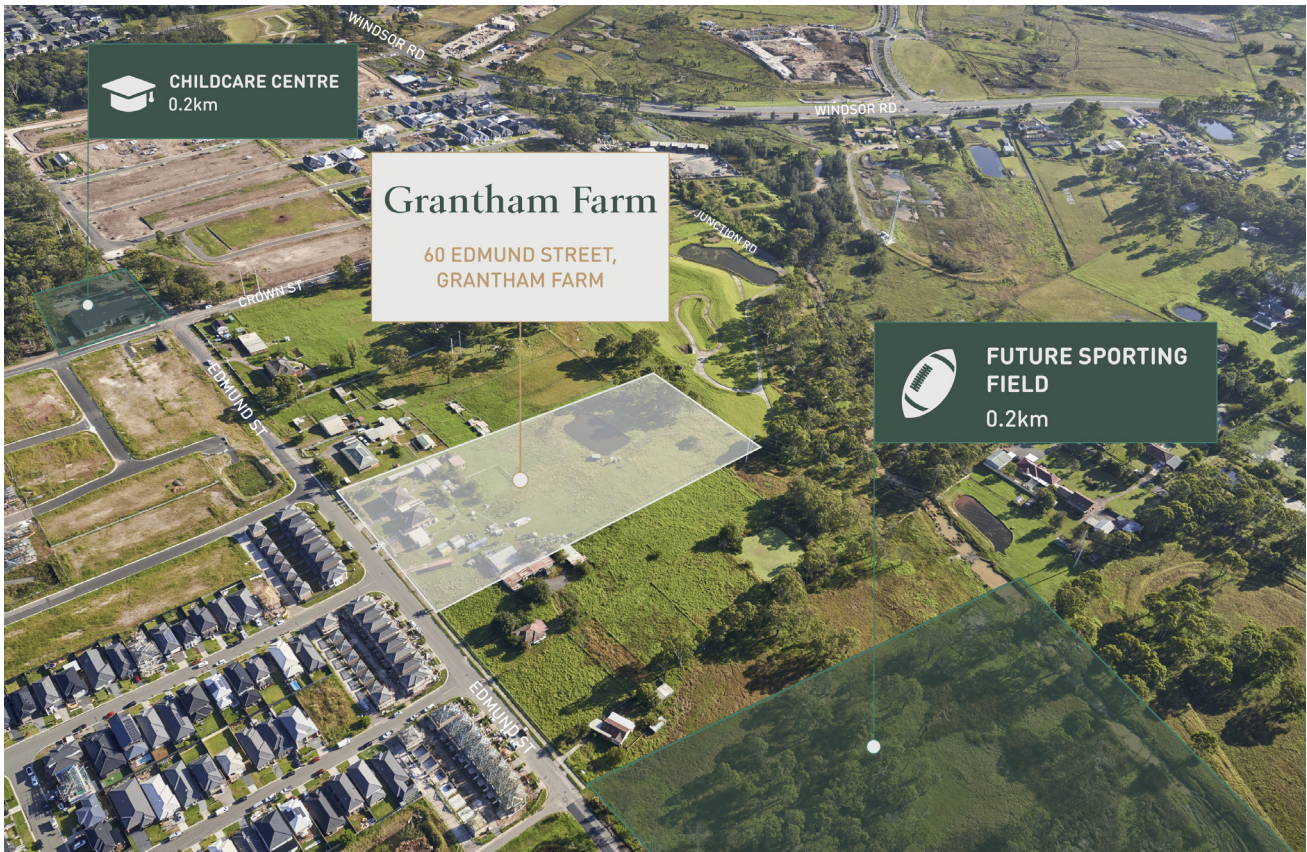 WINDSOR RD
CHILDCARE CENTRE
0.2km
WINDSOR RD
Grantham Farm
60 EDMUND STREET,
GRANTHAM FARM
JUNCTION RD
CROWN ST
EDMUND ST
FUTURE SPORTING
FIELD
0.2km
EDMUND ST